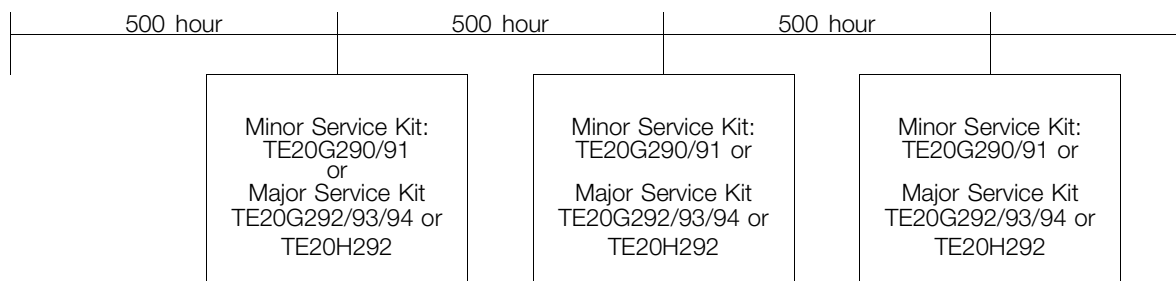 500 hour
500 hour
500 hour
Minor Service Kit:
TE20G290/91
or
Major Service Kit
TE20G292/93/94 or
TE20H292
Minor Service Kit:
TE20G290/91 or
Major Service Kit
TE20G292/93/94 or
TE20H292
Minor Service Kit:
TE20G290/91 or
Major Service Kit
TE20G292/93/94 or
TE20H292